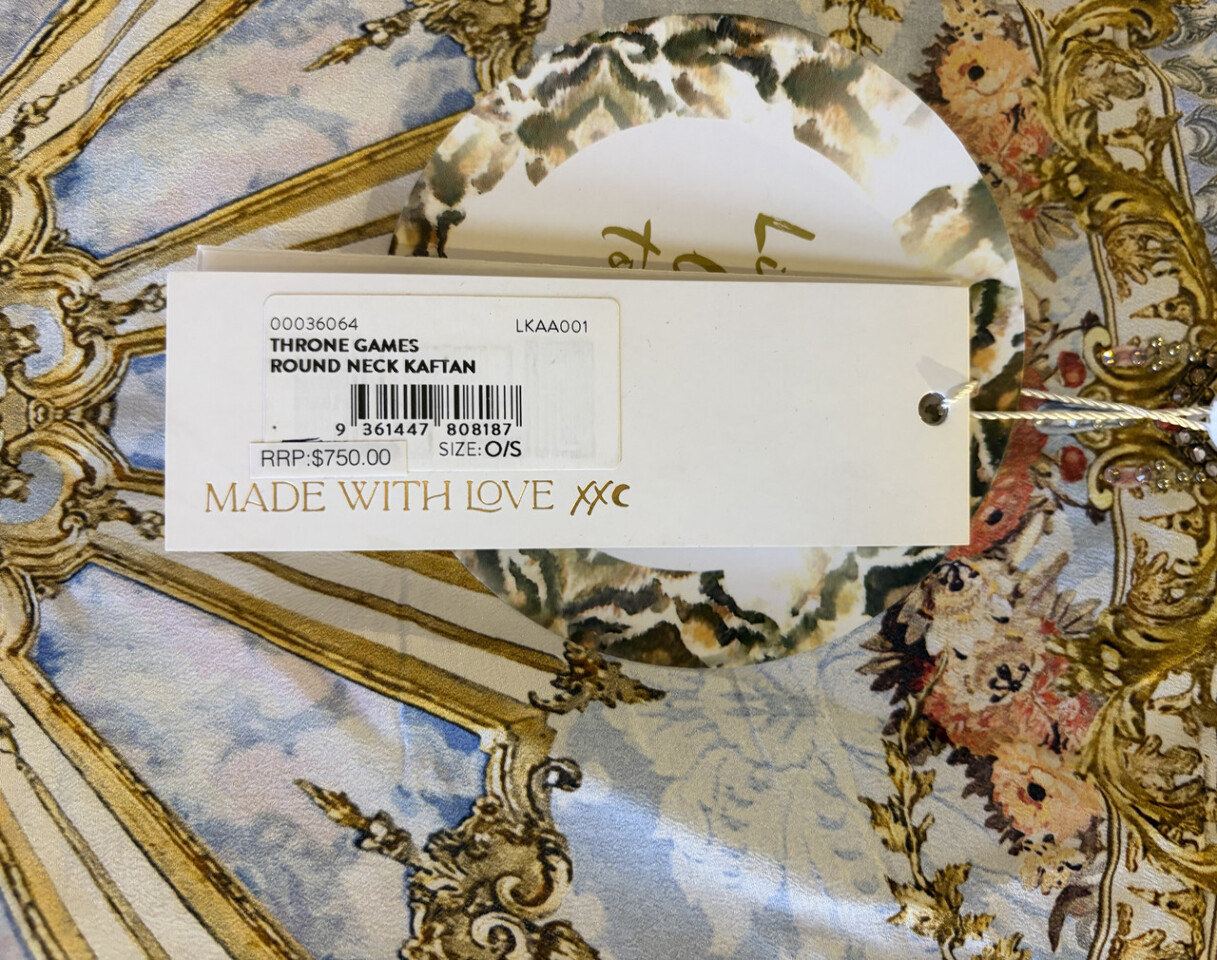 00036064 LKAA001
THRONE GAMES
ROUND NECK KAFTAN
9 361447 808187
SIZE: O/S
RRP:$750.00
MADE WITH LOVE xxc